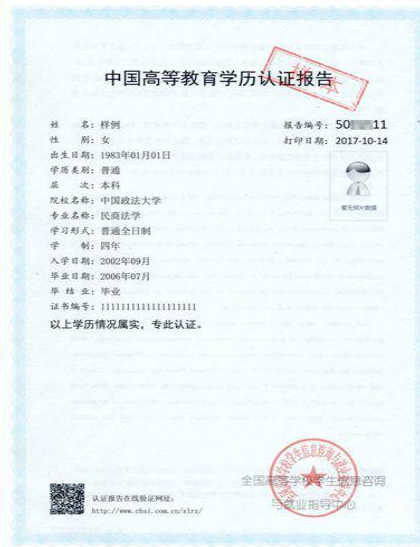 样本
中国高等教育学历认证报告
报告编号：50 11
打印日期：2017-10-14
姓 名：样例
性 别：女
出生日期：1983年01月01日
学历类别：普通
层 次：本科
院校名称：中国政法大学
专业名称：民商法学
学习形式：普通全日制
学 制：四年
入学日期：2002年09月
毕业日期：2006年07月
毕 结 业：毕业
证书编号：111111111111111111
暂无照片数据
以上学历情况属实，专此认证。
全国高等学校学生信息咨询
与就业指导中心
认证报告在线验证网址：
http://www.chsi.com.cn/xlrz/